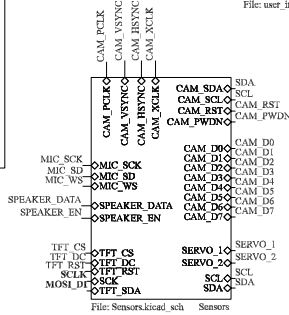 File: user_i
CAM_PCLK
CAM_VSYNC
CAM_HSYNC
CAM_XCLK
CAM_PCLK
CAM_VSYNC
CAM_HSYNC
CAM_XCLK
CAM_SDA SDA
CAM_SCL SCL
CAM_RST CAM_RST
CAM_PWDN CAM_PWDN
CAM_D0 CAM_D0
CAM_D1 CAM_D1
CAM_D2 CAM_D2
CAM_D3 CAM_D3
CAM_D4 CAM_D4
CAM_D5 CAM_D5
CAM_D6 CAM_D6
CAM_D7 CAM_D7
MIC_SCK MIC_SCK
MIC_SD MIC_SD
MIC_WS MIC_WS
SPEAKER_DATA SPEAKER_DATA
SPEAKER_EN SPEAKER_EN
TFT_CS TFT_CS
TFT_DC TFT_DC
TFT_RST TFT_RST
SCLK SCK
MOSI_DI TFT_SDA
SERVO_1 SERVO_1
SERVO_2 SERVO_2
SCL SCL
SDA SDA
File: Sensors.kicad_sch Sensors